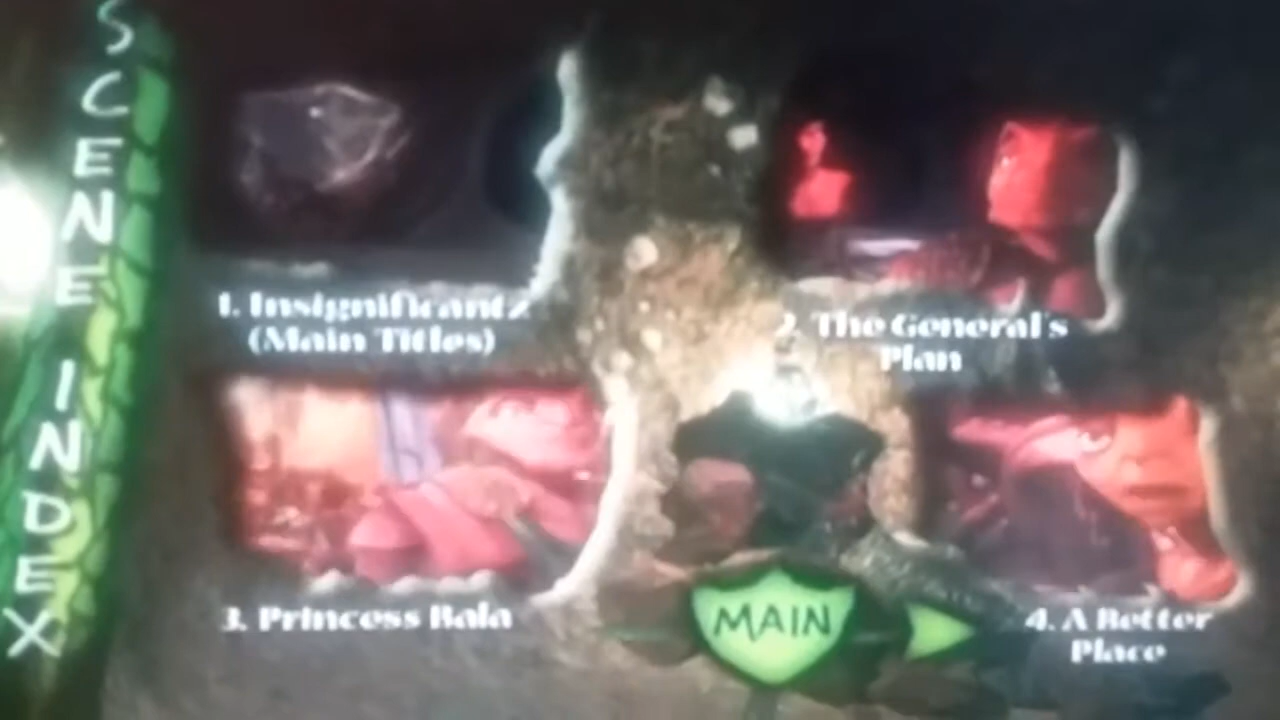 SCENE INDEX
1. Insignificantz
(Main Titles)
2. The General's
Plan
3. Princess Bala
4. A Better
Place
MAIN